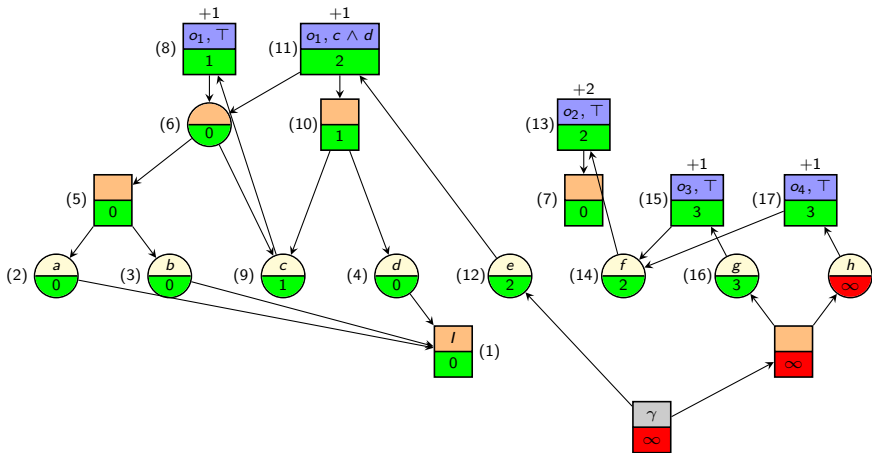 +1 +1
(8) o₁, ⊤ (11) o₁, c ∧ d
1 2
+2
(6) 0 (10) 1 (13) o₂, ⊤
2
+1 +1
(5) 0 (7) 0 (15) o₃, ⊤ (17) o₄, ⊤
3 3
(2) a (3) b (9) c (4) d (12) e (14) f (16) g h
0 0 1 0 2 2 3 ∞
I (1)
0 ∞
γ
∞